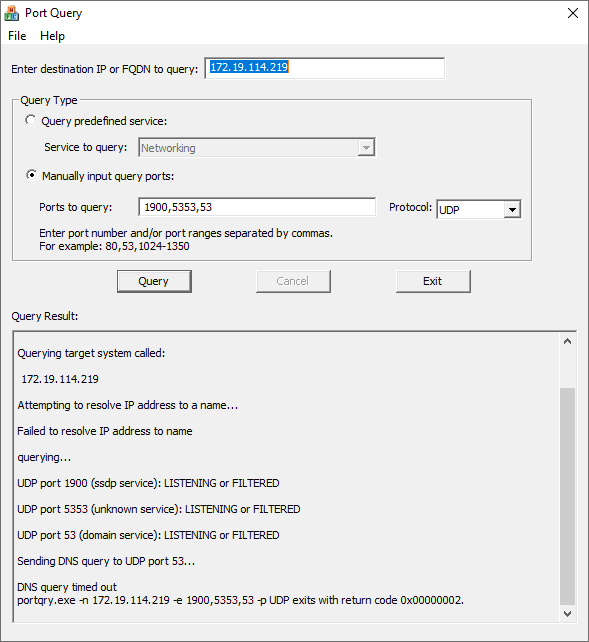 Port Query
File Help
Enter destination IP or FQDN to query: 172.19.114.219
Query Type
Query predefined service:
Service to query: Networking
Manually input query ports:
Ports to query: 1900,5353,53 Protocol: UDP
Enter port number and/or port ranges separated by commas.
For example: 80,53,1024-1350
Query Cancel Exit
Query Result:
Querying target system called:
172.19.114.219
Attempting to resolve IP address to a name...
Failed to resolve IP address to name
querying...
UDP port 1900 (ssdp service): LISTENING or FILTERED
UDP port 5353 (unknown service): LISTENING or FILTERED
UDP port 53 (domain service): LISTENING or FILTERED
Sending DNS query to UDP port 53...
DNS query timed out
portqry.exe -n 172.19.114.219 -e 1900,5353,53 -p UDP exits with return code 0x00000002.